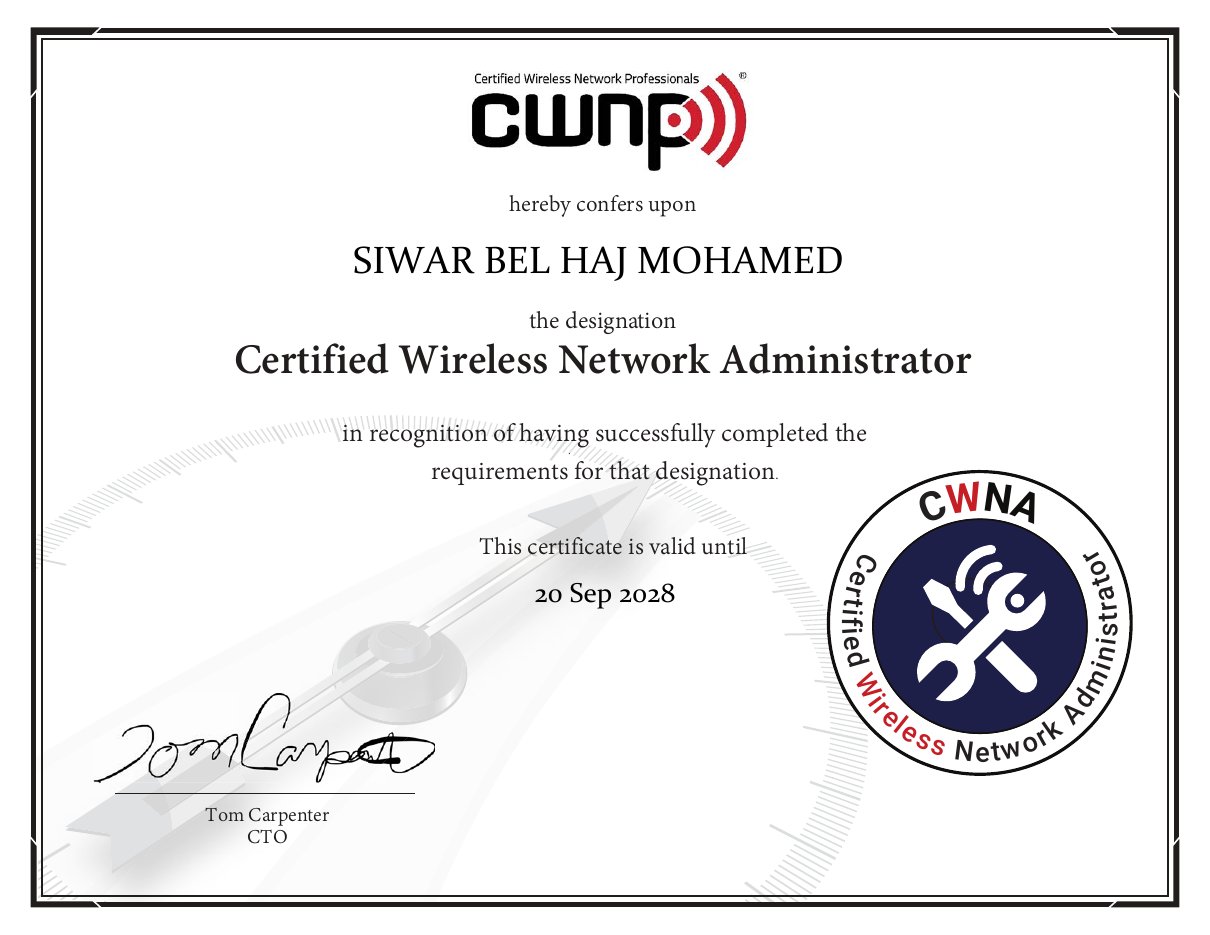 Certified Wireless Network Professionals
cwnp®
hereby confers upon
SIWAR BEL HAJ MOHAMED
the designation
Certified Wireless Network Administrator
in recognition of having successfully completed the
requirements for that designation.
This certificate is valid until
20 Sep 2028
CWNA
Certified Wireless Network Administrator
Tom Carpenter
Tom Carpenter
CTO